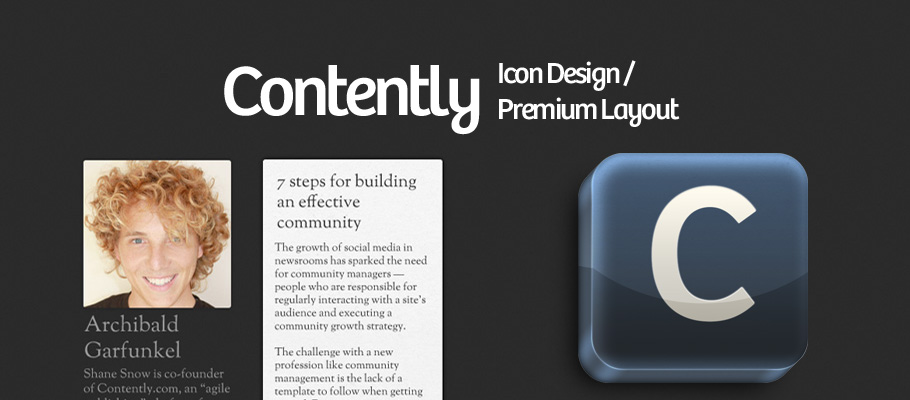 Contently
Icon Design /
Premium Layout
Archibald
Garfunkel
Shane Snow is co-founder
of Contently.com, an “agile
7 steps for building
an effective
community
The growth of social media in
newsrooms has sparked the need
for community managers —
people who are responsible for
regularly interacting with a site's
audience and executing a
community growth strategy.
The challenge with a new
profession like community
management is the lack of a
template to follow when getting
C